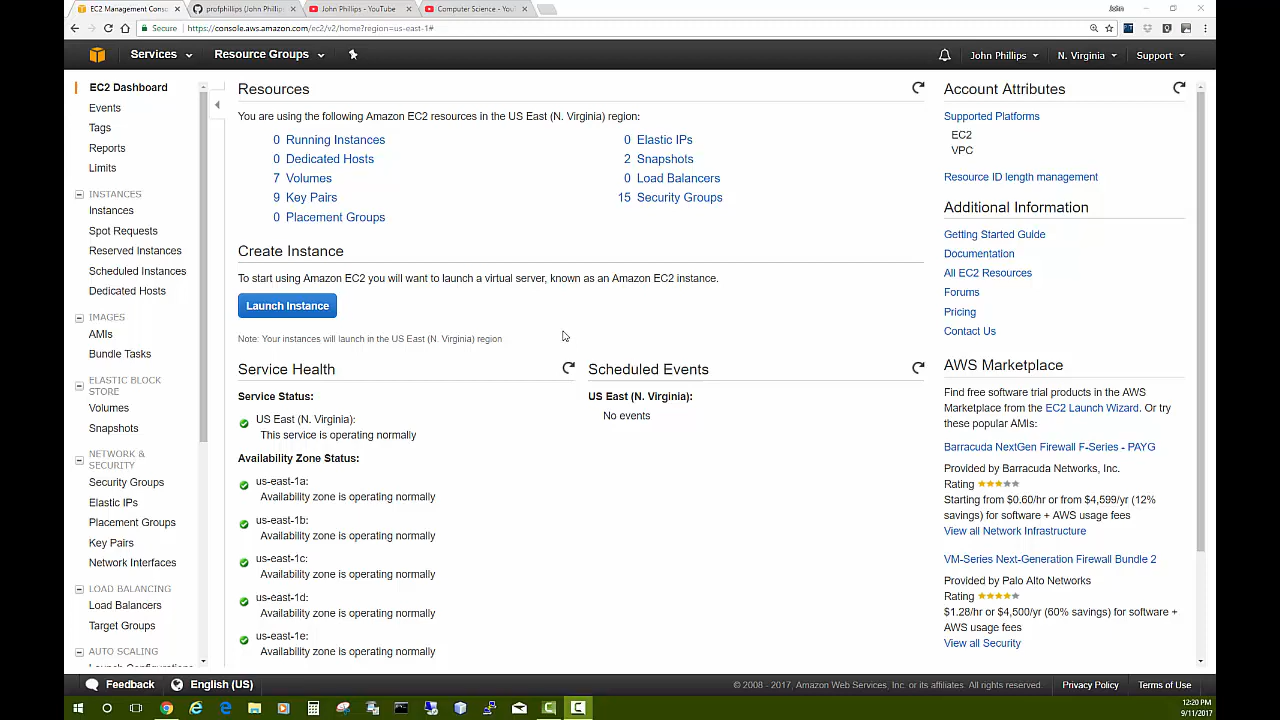 EC2 Management Conso
profphillips (John Phillip
John Phillips - YouTube
Computer Science - You
John
Secure
https://console.aws.amazon.com/ec2/v2/home?region=us-east-1#
Services
Resource Groups
John Phillips
N. Virginia
Support
EC2 Dashboard
Events
Tags
Reports
Limits
INSTANCES
Instances
Spot Requests
Reserved Instances
Scheduled Instances
Dedicated Hosts
IMAGES
AMIs
Bundle Tasks
ELASTIC BLOCK
STORE
Volumes
Snapshots
NETWORK &
SECURITY
Security Groups
Elastic IPs
Placement Groups
Key Pairs
Network Interfaces
LOAD BALANCING
Load Balancers
Target Groups
AUTO SCALING
Launch Configurations
Resources
You are using the following Amazon EC2 resources in the US East (N. Virginia) region:
0 Running Instances
0 Elastic IPs
0 Dedicated Hosts
2 Snapshots
7 Volumes
0 Load Balancers
9 Key Pairs
15 Security Groups
0 Placement Groups
Create Instance
To start using Amazon EC2 you will want to launch a virtual server, known as an Amazon EC2 instance.
Launch Instance
Note: Your instances will launch in the US East (N. Virginia) region
Service Health
Service Status:
US East (N. Virginia):
This service is operating normally
Availability Zone Status:
us-east-1a:
Availability zone is operating normally
us-east-1b:
Availability zone is operating normally
us-east-1c:
Availability zone is operating normally
us-east-1d:
Availability zone is operating normally
us-east-1e:
Availability zone is operating normally
Scheduled Events
US East (N. Virginia):
No events
Account Attributes
Supported Platforms
EC2
VPC
Resource ID length management
Additional Information
Getting Started Guide
Documentation
All EC2 Resources
Forums
Pricing
Contact Us
AWS Marketplace
Find free software trial products in the AWS
Marketplace from the EC2 Launch Wizard. Or try
these popular AMIs:
Barracuda NextGen Firewall F-Series - PAYG
Provided by Barracuda Networks, Inc.
Rating
Starting from $0.60/hr or from $4,599/yr (12%
savings) for software + AWS usage fees
View all Network Infrastructure
VM-Series Next-Generation Firewall Bundle 2
Provided by Palo Alto Networks
Rating
$1.28/hr or $4,500/yr (60% savings) for software +
AWS usage fees
View all Security
Feedback
English (US)
© 2008 - 2017, Amazon Web Services, Inc. or its affiliates. All rights reserved.
Privacy Policy
Terms of Use
12:20 PM
9/11/2017